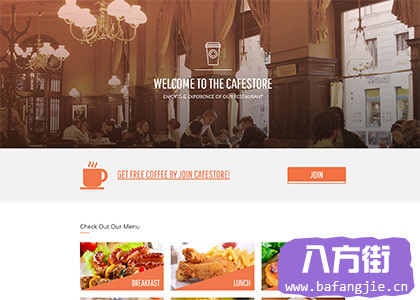 WELCOME TO THE CAFESTORE
ENJOY THE EXPERIENCE OF OUR RESTAURANT
GET FREE COFFEE BY JOIN CAFESTORE!
JOIN
Check Out Our Menu
BREAKFAST
LUNCH
八方街
www.bafangjie.cn